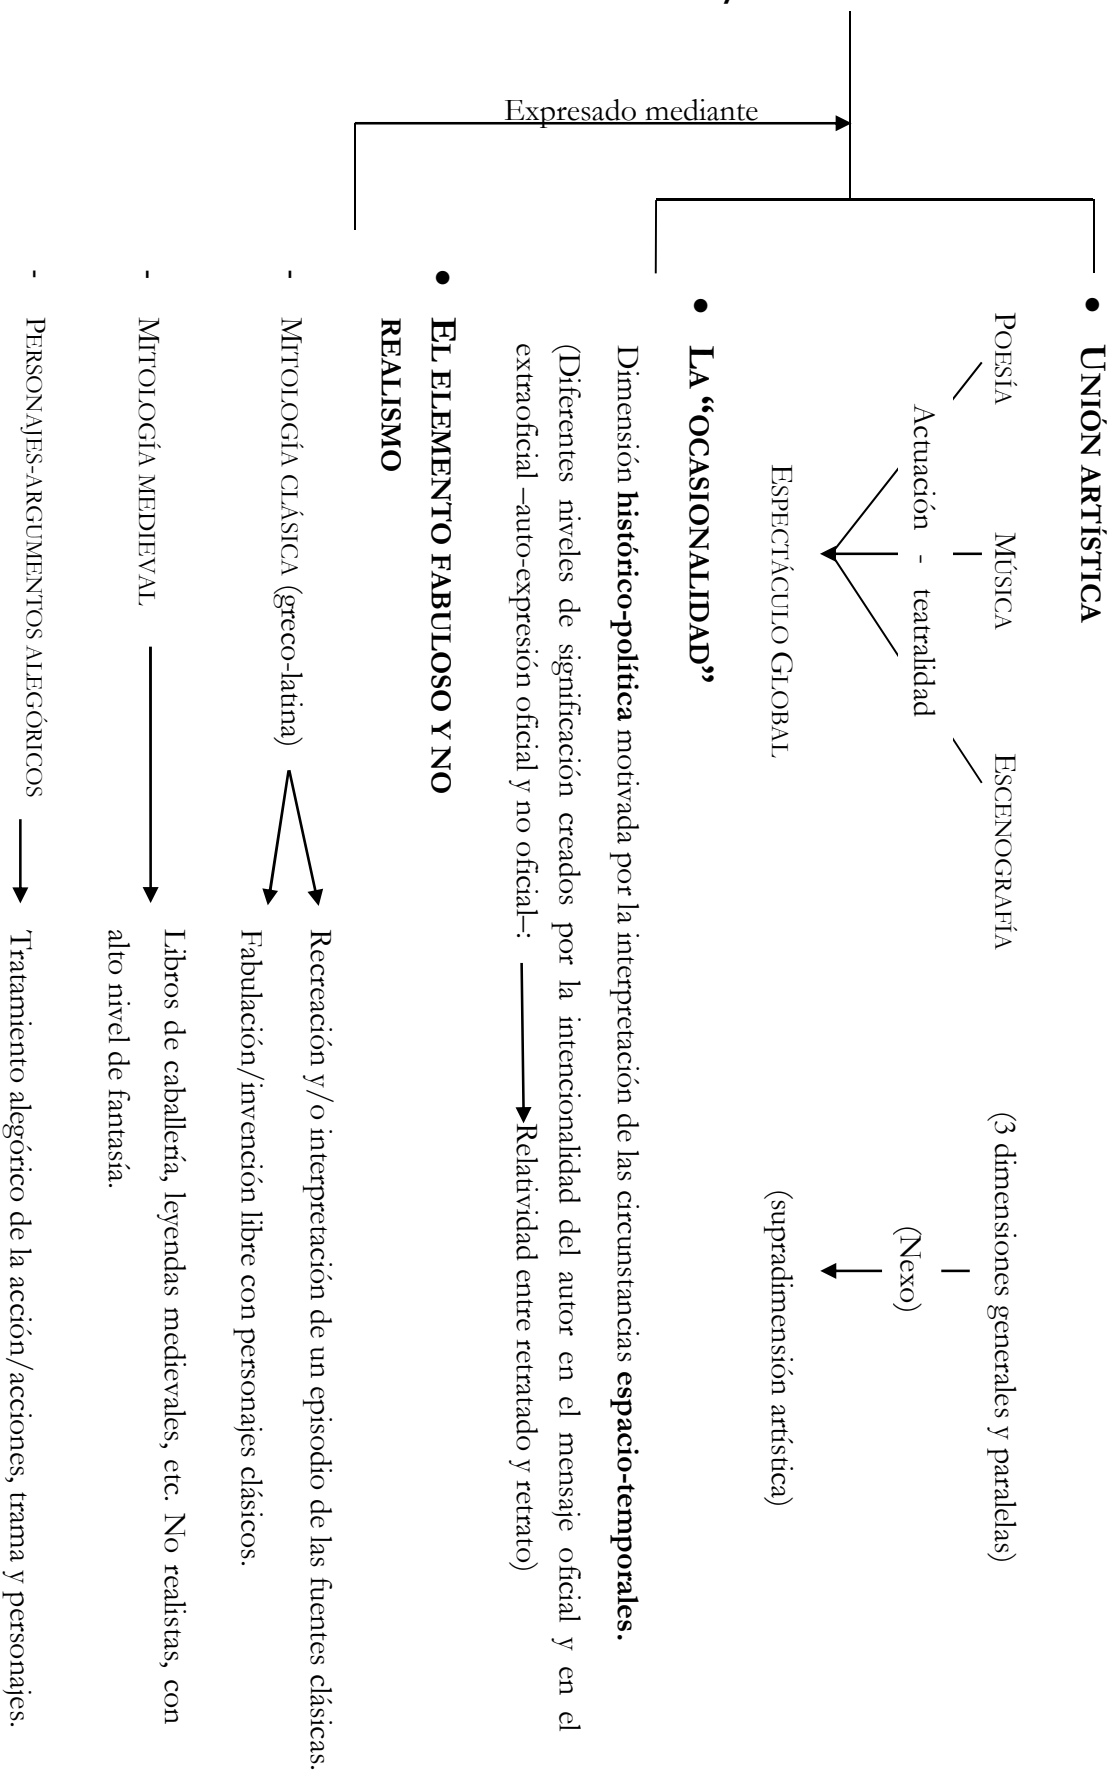 Expresado mediante
• UNIÓN ARTÍSTICA
POESÍA MÚSICA ESCENOGRAFÍA (3 dimensiones generales y paralelas)
Actuación - teatralidad (Nexo)
ESPECTÁCULO GLOBAL (supradimensión artística)
• LA “OCASIONALIDAD”
Dimensión histórico-política motivada por la interpretación de las circunstancias espacio-temporales.
(Diferentes niveles de significación creados por la intencionalidad del autor en el mensaje oficial y en el
extraoficial –auto-expresión oficial y no oficial–: Relatividad entre retratado y retrato)
• EL ELEMENTO FABULOSO Y NO
REALISMO
- MITOLOGÍA CLÁSICA (greco-latina)
Recreación y/o interpretación de un episodio de las fuentes clásicas.
Fabulación/invención libre con personajes clásicos.
- MITOLOGÍA MEDIEVAL
Libros de caballería, leyendas medievales, etc. No realistas, con
alto nivel de fantasía.
- PERSONAJES-ARGUMENTOS ALEGÓRICOS
Tratamiento alegórico de la acción/acciones, trama y personajes.